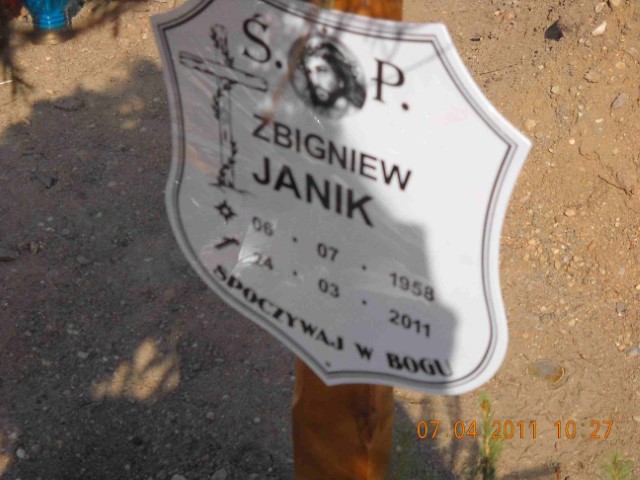 Ś. P.
ZBIGNIEW
JANIK
06 . 07 . 1958
24 . 03 . 2011
SPOCZYWAJ W BOGU
07 04 2011 10 27